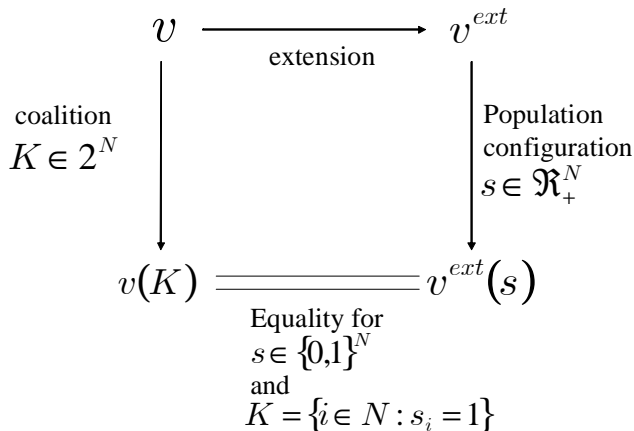 v v^{ext}
extension
coalition
K ∈ 2^N
Population
configuration
s ∈ ℜ_+^N
v(K) v^{ext}(s)
Equality for
s ∈ {0,1}^N
and
K = {i ∈ N : s_i = 1}